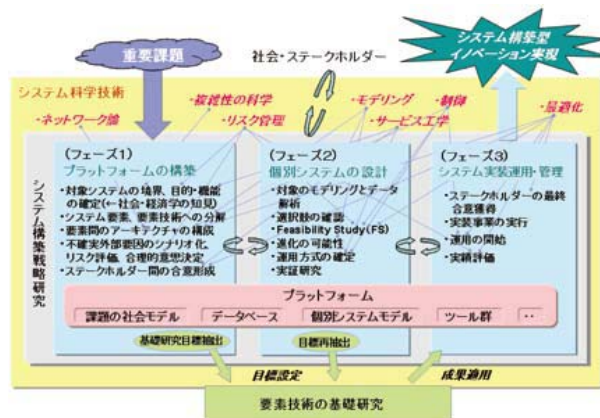 重要課題
社会・ステークホルダー
システム構築型
イノベーション実現
システム科学技術
・ネットワーク論
・複雑性の科学
・リスク管理
・モデリング
・サービス工学
・制御
・最適化
システム構築戦略研究
(フェーズ1)
プラットフォームの構築
・対象システムの境界、目的・機能
の確定(←社会・経済学の知見)
・システム要素、要素技術への分解
・要素間のアーキテクチャの構成
・不確実外部要因のシナリオ化、
リスク評価、合理的意思決定
・ステークホルダー間の合意形成
(フェーズ2)
個別システムの設計
・対象のモデリングとデータ
解析
・選択肢の確認
・Feasibility Study(FS)
・進化の可能性
・運用方式の確定
・実証研究
(フェーズ3)
システム実装運用・管理
・ステークホルダーの最終
合意獲得
・実装事業の実行
・運用の開始
・実績評価
プラットフォーム
課題の社会モデル
データベース
個別システムモデル
ツール群
‥
基礎研究目標抽出
目標再抽出
目標設定
成果適用
要素技術の基礎研究